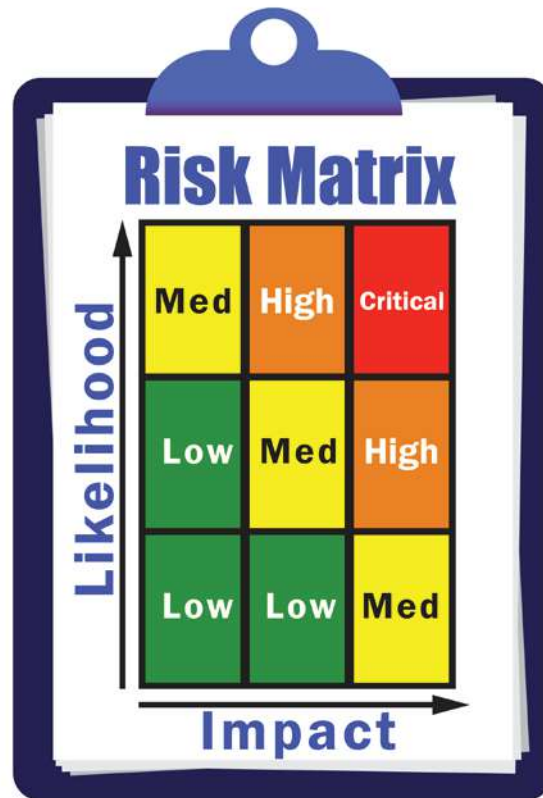 Risk Matrix
Likelihood
Med High Critical
Low Med High
Low Low Med
Impact